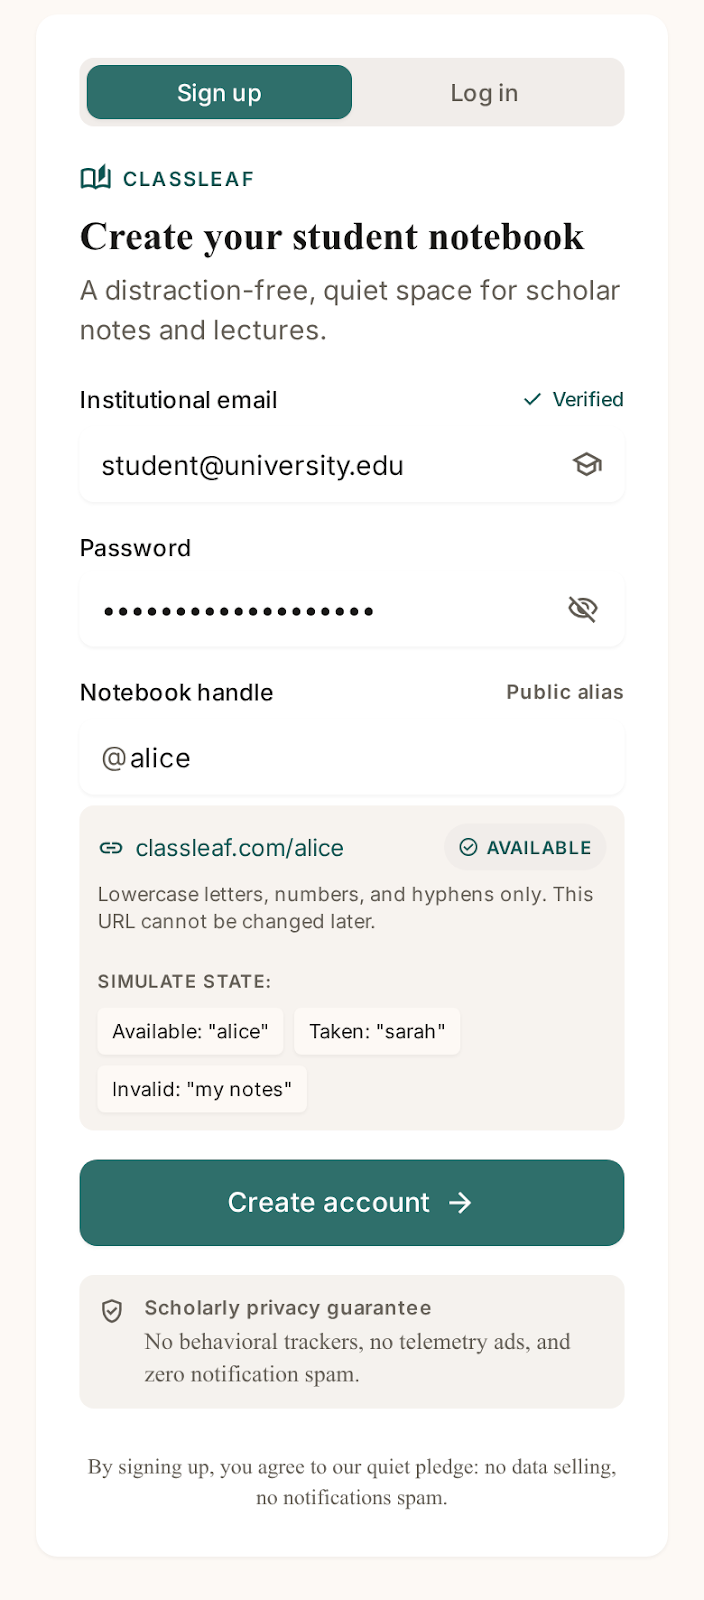 Sign up
Log in
CLASSLEAF
Create your student notebook
A distraction-free, quiet space for scholar
notes and lectures.
Institutional email
Verified
student@university.edu
Password
•••••••••••••••••••
Notebook handle
Public alias
@alice
classleaf.com/alice
AVAILABLE
Lowercase letters, numbers, and hyphens only. This
URL cannot be changed later.
SIMULATE STATE:
Available: "alice"
Taken: "sarah"
Invalid: "my notes"
Create account
Scholarly privacy guarantee
No behavioral trackers, no telemetry ads, and
zero notification spam.
By signing up, you agree to our quiet pledge: no data selling,
no notifications spam.